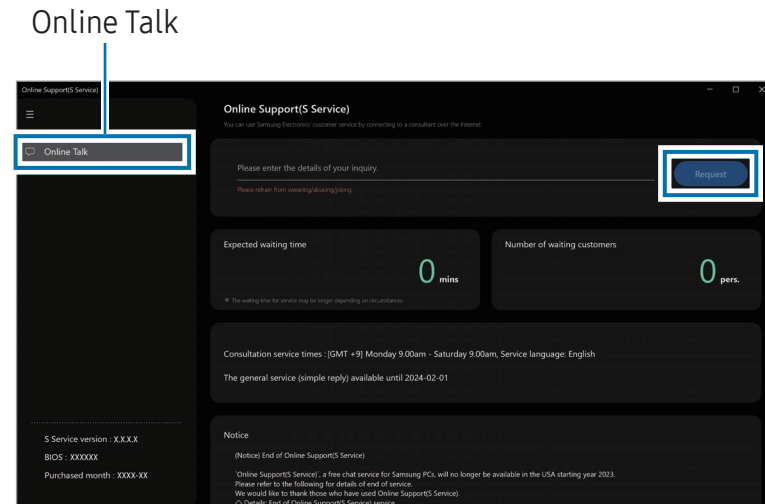 Online Talk
Online Support(S Service)
Online Support(S Service)
You can use Samsung Electronics' customer service by connecting to a consultant over the Internet.
Online Talk
Please enter the details of your inquiry.
Request
Please refrain from swearing/abusing/joking.
Expected waiting time
0 mins
※ The waiting time for service may be longer depending on circumstances.
Number of waiting customers
0 pers.
Consultation service times : [GMT +9] Monday 9.00am - Saturday 9.00am, Service language: English
The general service (simple reply) available until 2024-02-01
S Service version : X.X.X.X
BIOS : XXXXXX
Purchased month : XXXX-XX
Notice
(Notice) End of Online Support(S Service)
`Online Support(S Service)`, a free chat service for Samsung PCs, will no longer be available in the USA starting year 2023.
Please refer to the following for details of end of service.
We would like to thank those who have used Online Support(S Service).
◇ Details: End of Online Support(S Service) service